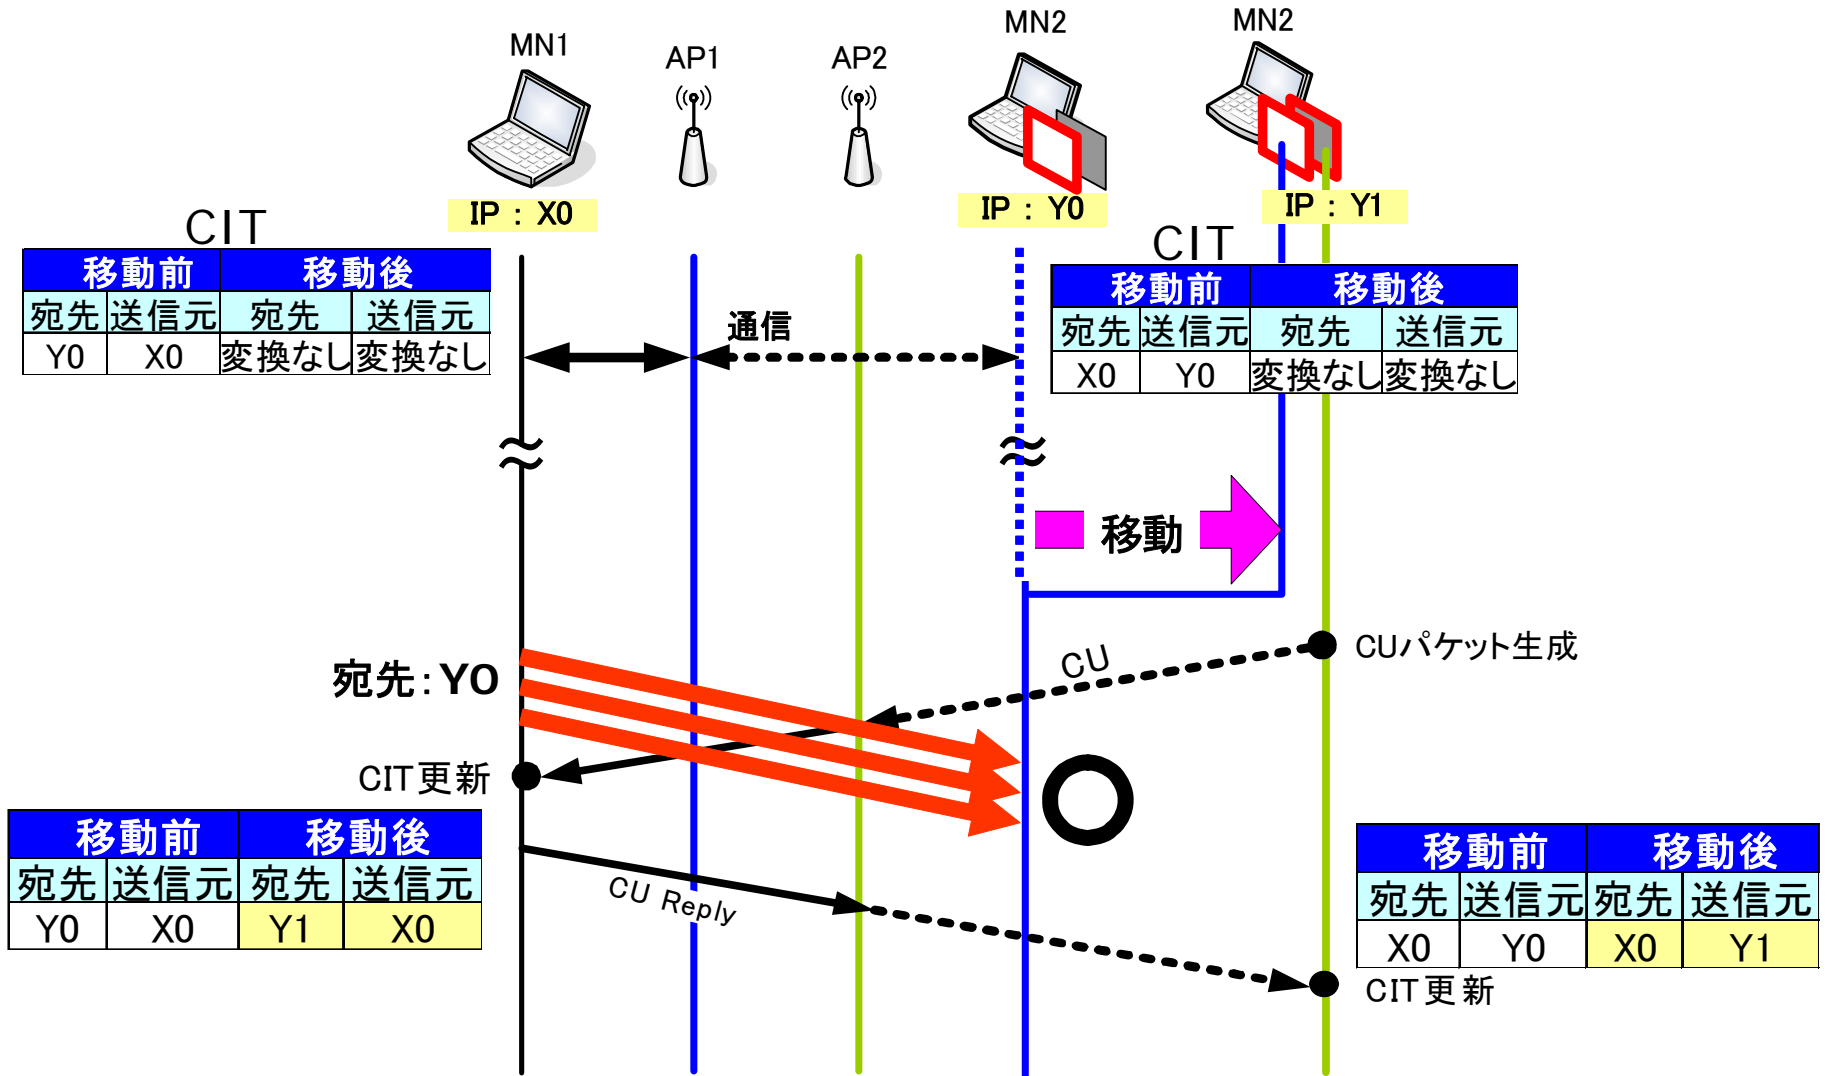 MN1
AP1
AP2
MN2
MN2
IP : X0
IP : Y0
IP : Y1
CIT
移動前 移動後
宛先 送信元 宛先 送信元
Y0 X0 変換なし 変換なし
通信
CIT
移動前 移動後
宛先 送信元 宛先 送信元
X0 Y0 変換なし 変換なし
移動
CU
CUパケット生成
宛先：Y0
CIT更新
移動前 移動後
宛先 送信元 宛先 送信元
Y0 X0 Y1 X0
CU Reply
移動前 移動後
宛先 送信元 宛先 送信元
X0 Y0 X0 Y1
CIT更新